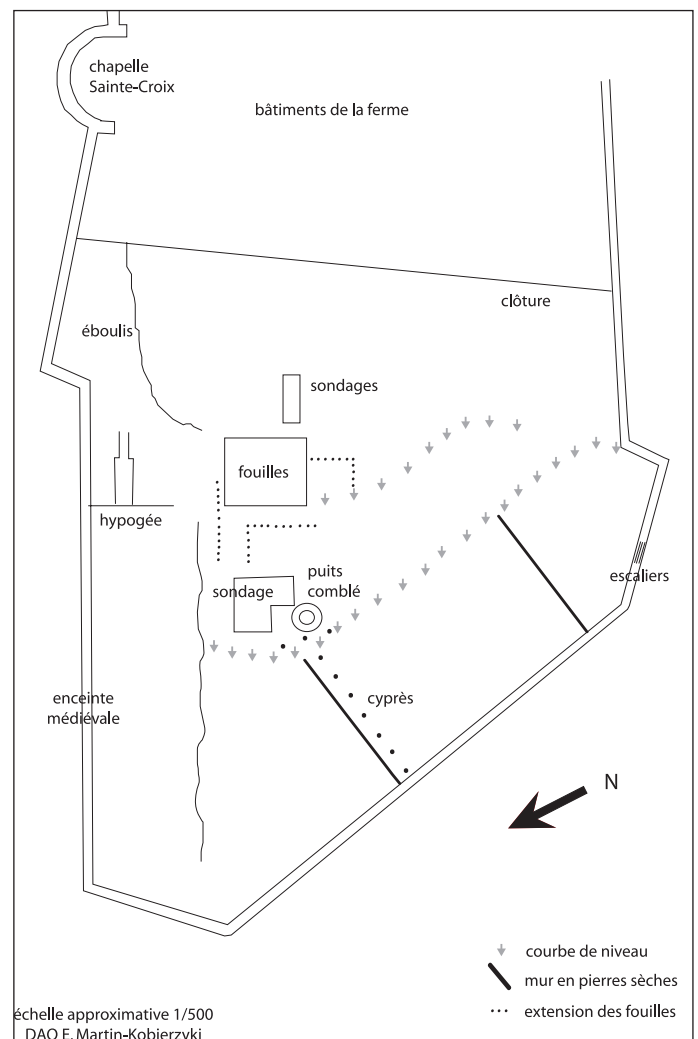 chapelle
Sainte-Croix
bâtiments de la ferme
clôture
éboulis
sondages
fouilles
hypogée
puits
comblé
sondage
escaliers
enceinte
médiévale
cyprès
N
courbe de niveau
mur en pierres sèches
extension des fouilles
échelle approximative 1/500
DAO E. Martin-Kobierzyki